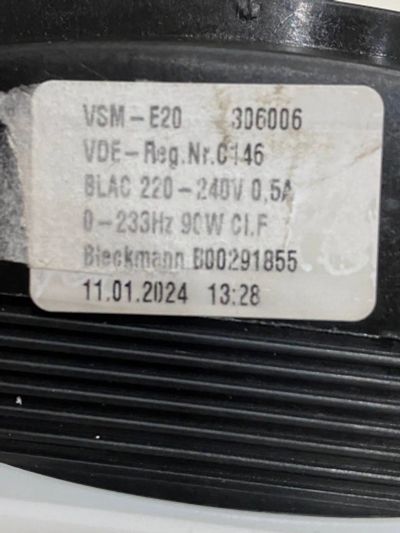 VSM-E20 306006
VDE-Reg.Nr.C146
BLAC 220-240V 0,5A
0-233Hz 90W Cl.F
Bleckmann B00291855
11.01.2024 13:28